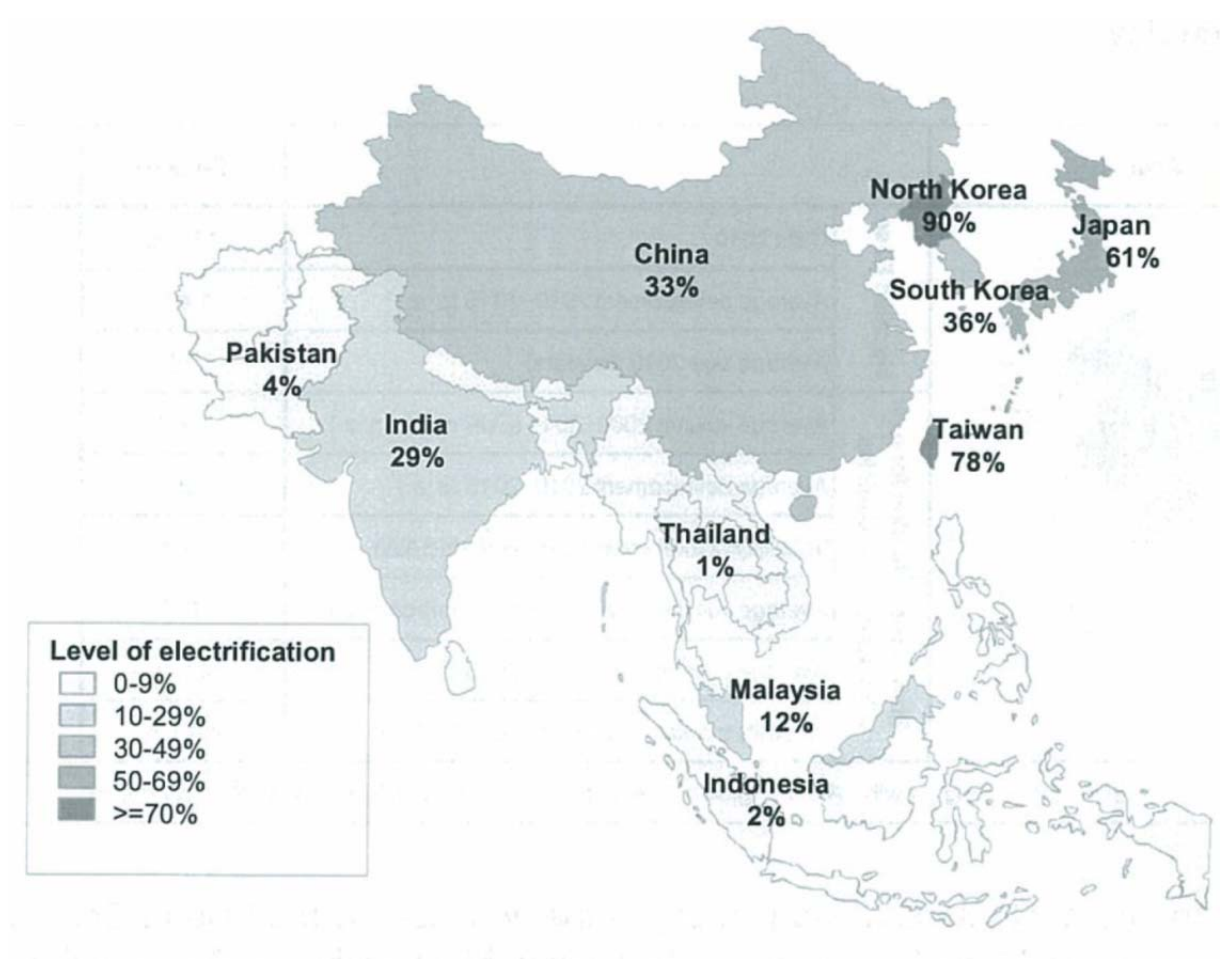 North Korea
90%
Japan
61%
China
33%
South Korea
36%
Pakistan
4%
India
29%
Taiwan
78%
Thailand
1%
Malaysia
12%
Indonesia
2%
Level of electrification
0-9%
10-29%
30-49%
50-69%
>=70%